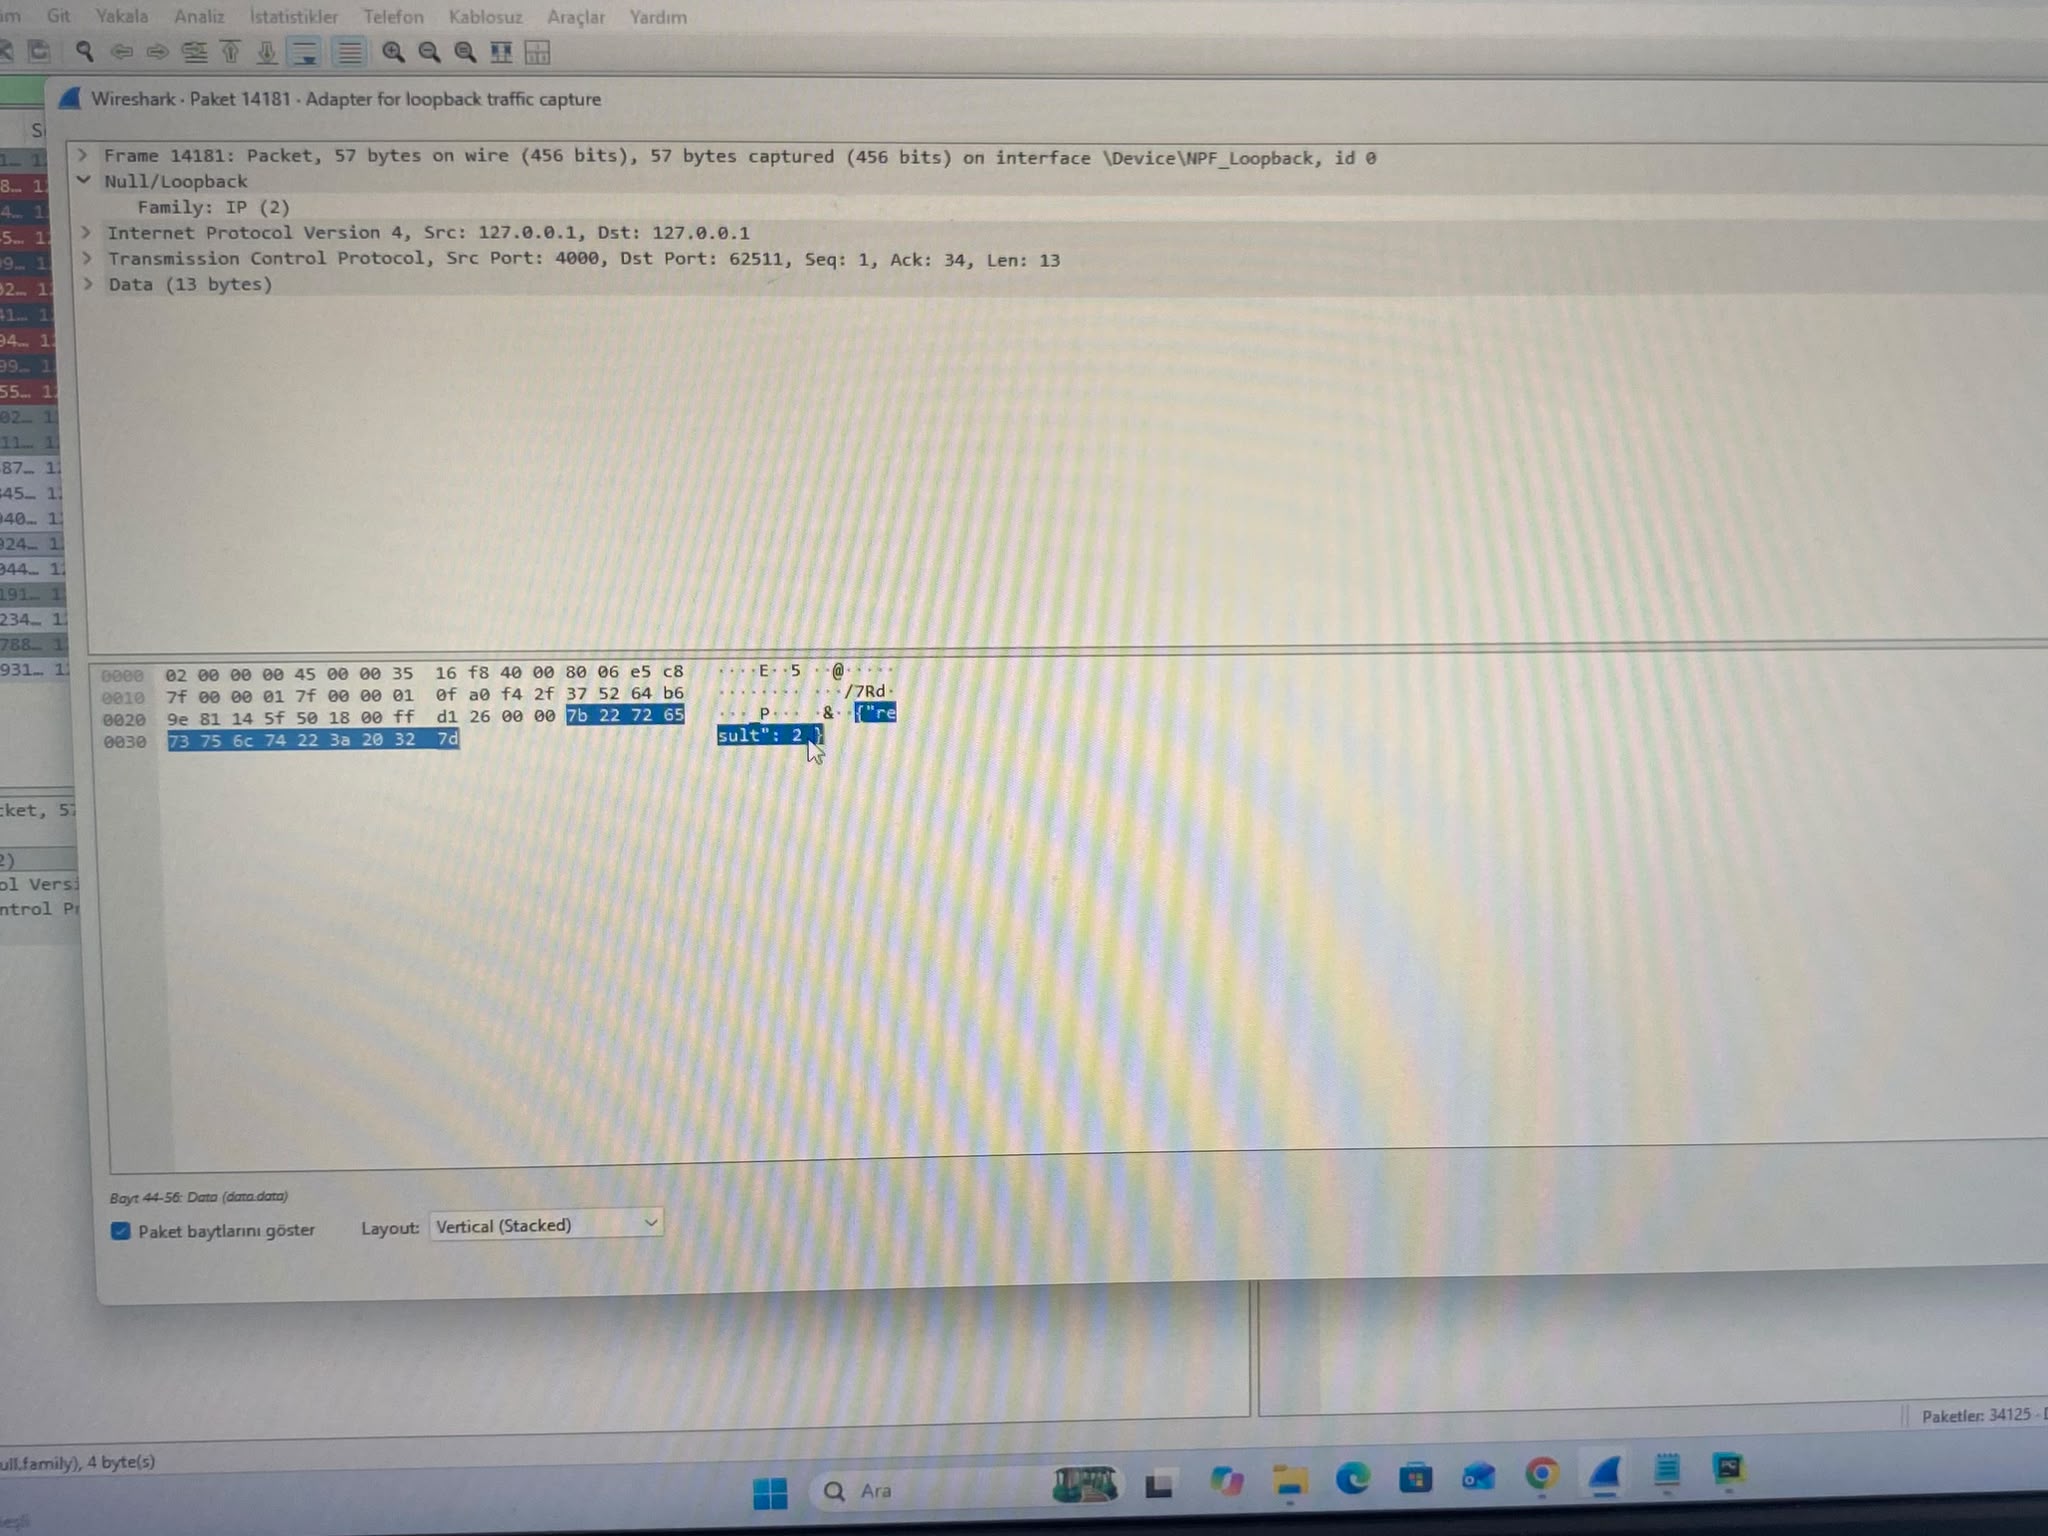 Git Yakala Analiz İstatistikler Telefon Kablosuz Araçlar Yardım
Wireshark · Paket 14181 · Adapter for loopback traffic capture
Frame 14181: Packet, 57 bytes on wire (456 bits), 57 bytes captured (456 bits) on interface \Device\NPF_Loopback, id 0
Null/Loopback
Family: IP (2)
Internet Protocol Version 4, Src: 127.0.0.1, Dst: 127.0.0.1
Transmission Control Protocol, Src Port: 4000, Dst Port: 62511, Seq: 1, Ack: 34, Len: 13
Data (13 bytes)
0000 02 00 00 00 45 00 00 35 16 f8 40 00 80 06 e5 c8 ····E··5 ··@·····
0010 7f 00 00 01 7f 00 00 01 0f a0 f4 2f 37 52 64 b6 ········ ···/7Rd·
0020 9e 81 14 5f 50 18 00 ff d1 26 00 00 7b 22 72 65 ···_P··· ·&··{"re
0030 73 75 6c 74 22 3a 20 32 7d sult": 2 }
Bayt 44-56: Data (data.data)
Paket baytlarını göster Layout: Vertical (Stacked)
Paketler: 34125
ull.family), 4 byte(s)
Ara